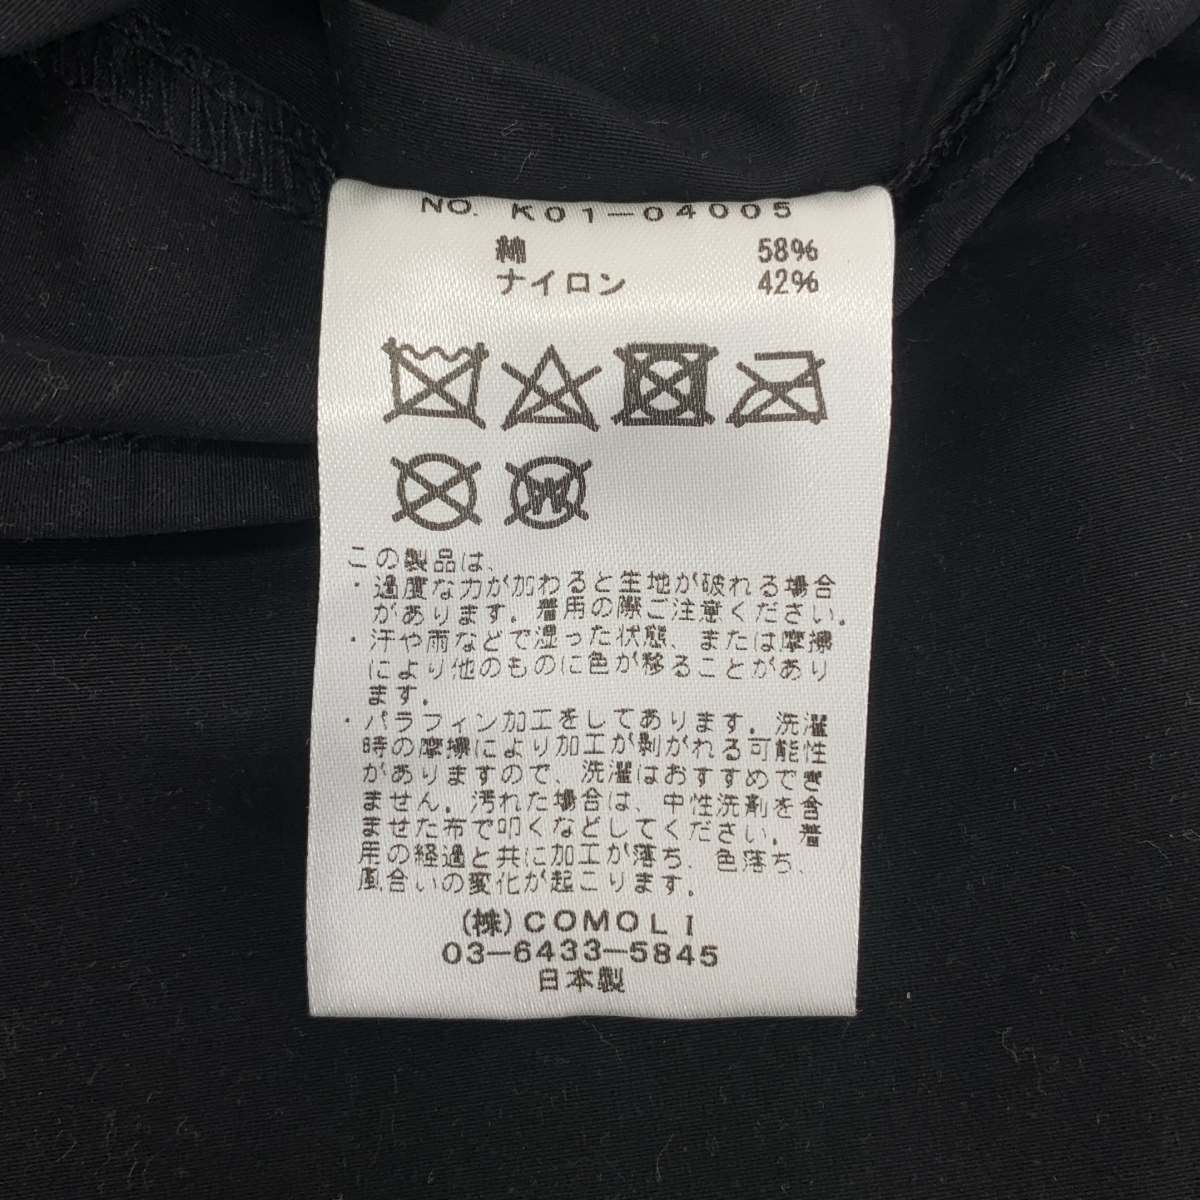 NO. K01-04005
綿 58%
ナイロン 42%
W
この製品は、
・過度な力が加わると生地が破れる場合
があります。着用の際ご注意ください。
・汗や雨などで湿った状態、または摩擦
により他のものに色が移ることがあり
ます。
・パラフィン加工をしてあります。洗濯
時の摩擦により加工が剥がれる可能性
がありますので、洗濯はおすすめでき
ません。汚れた場合は、中性洗剤を含
ませた布で叩くなどしてください。着
用の経過と共に加工が落ち、色落ち、
風合いの変化が起こります。
(株)COMOLI
03-6433-5845
日本製